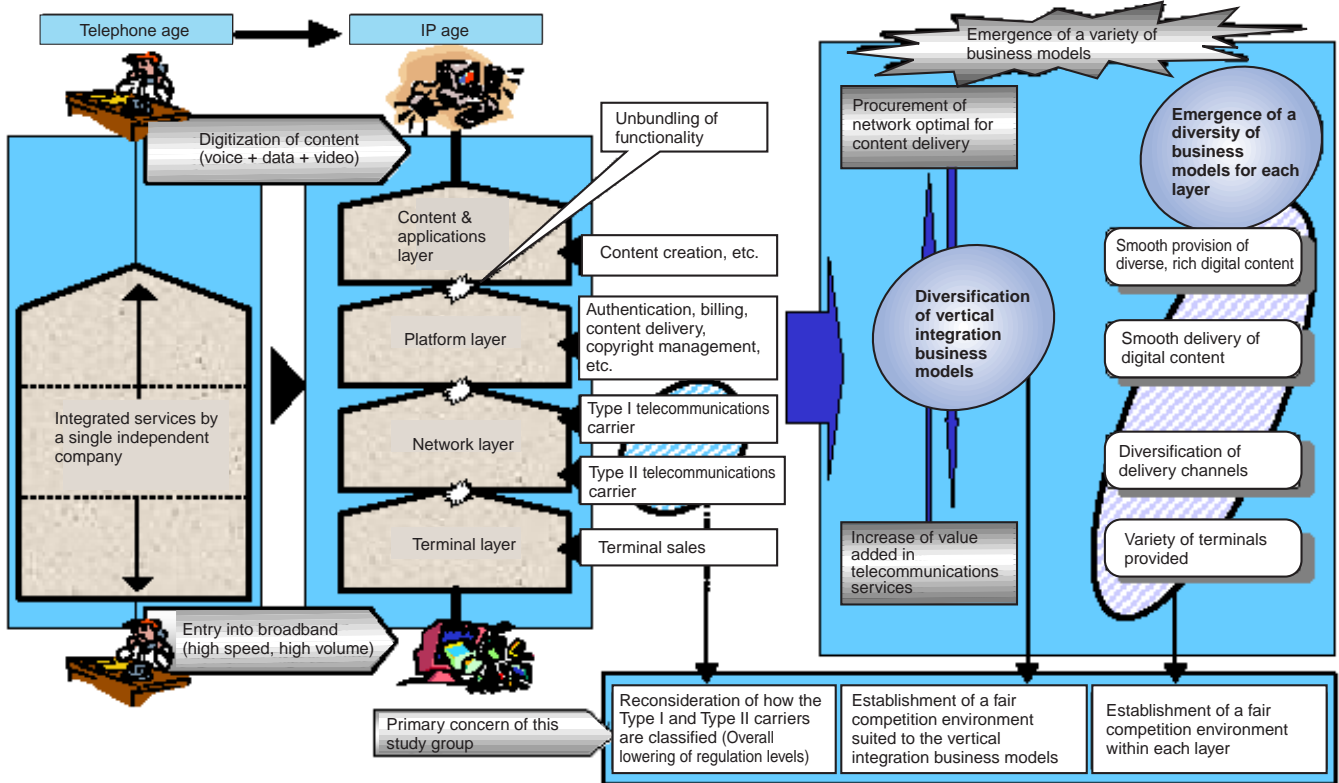 Telephone age
IP age
Digitization of content
(voice + data + video)
Unbundling of
functionality
Content &
applications
layer
Content creation, etc.
Platform layer
Authentication, billing,
content delivery,
copyright management,
etc.
Integrated services by
a single independent
company
Network layer
Type I telecommunications
carrier
Type II telecommunications
carrier
Terminal layer
Terminal sales
Entry into broadband
(high speed, high volume)
Emergence of a variety of
business models
Procurement of
network optimal for
content delivery
Emergence of a
diversity of
business
models for each
layer
Diversification
of vertical
integration
business
models
Smooth provision of
diverse, rich digital content
Smooth delivery of
digital content
Diversification of
delivery channels
Variety of terminals
provided
Increase of value
added in
telecommunications
services
Primary concern of this
study group
Reconsideration of how the
Type I and Type II carriers
are classified (Overall
lowering of regulation levels)
Establishment of a fair
competition environment
suited to the vertical
integration business models
Establishment of a fair
competition environment
within each layer